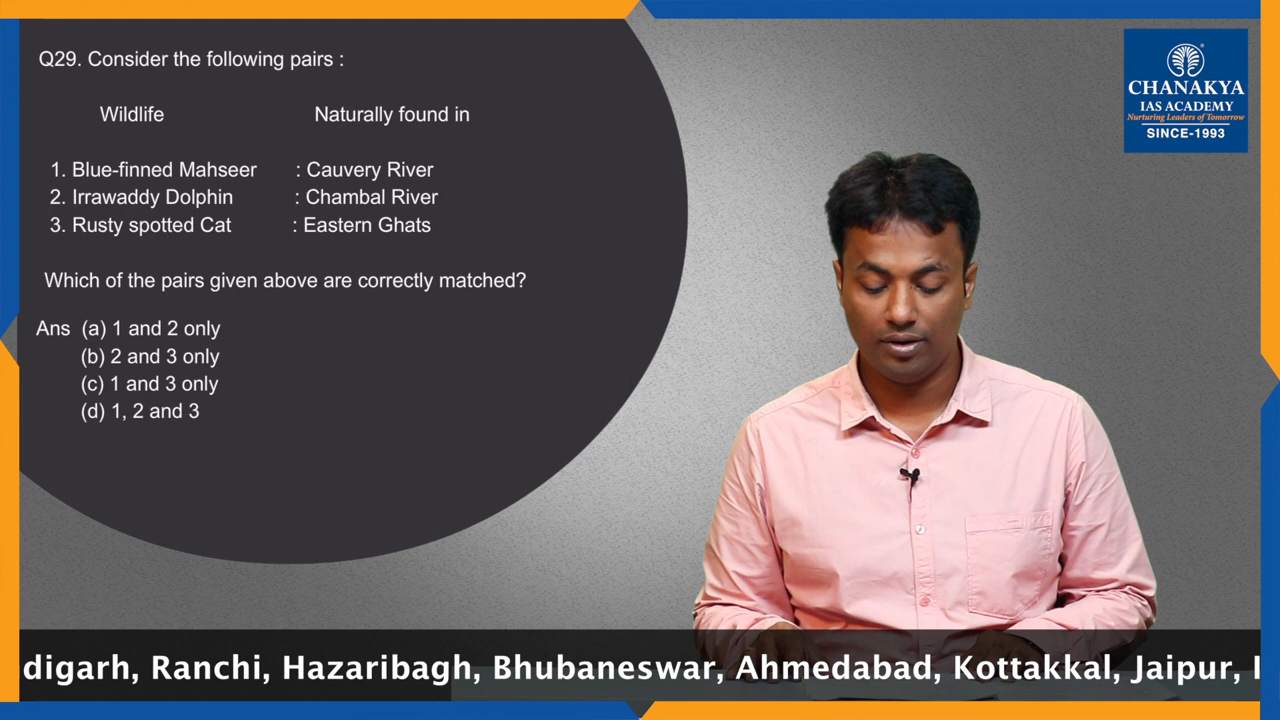 Q29. Consider the following pairs :
Wildlife Naturally found in
1. Blue-finned Mahseer : Cauvery River
2. Irrawaddy Dolphin : Chambal River
3. Rusty spotted Cat : Eastern Ghats
Which of the pairs given above are correctly matched?
Ans (a) 1 and 2 only
(b) 2 and 3 only
(c) 1 and 3 only
(d) 1, 2 and 3
CHANAKYA
IAS ACADEMY
Nurturing Leaders of Tomorrow
SINCE-1993
digarh, Ranchi, Hazaribagh, Bhubaneswar, Ahmedabad, Kottakkal, Jaipur,